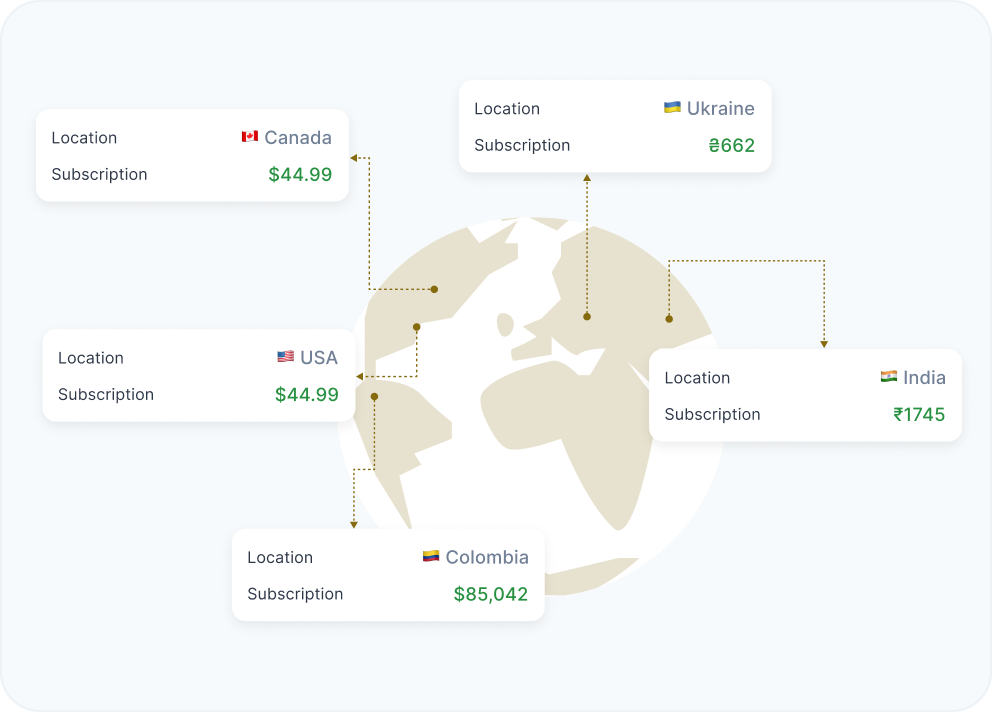 Location 🇺🇦 Ukraine
Subscription ₴662
Location 🇨🇦 Canada
Subscription $44.99
Location 🇺🇸 USA
Subscription $44.99
Location 🇮🇳 India
Subscription ₹1745
Location 🇨🇴 Colombia
Subscription $85,042